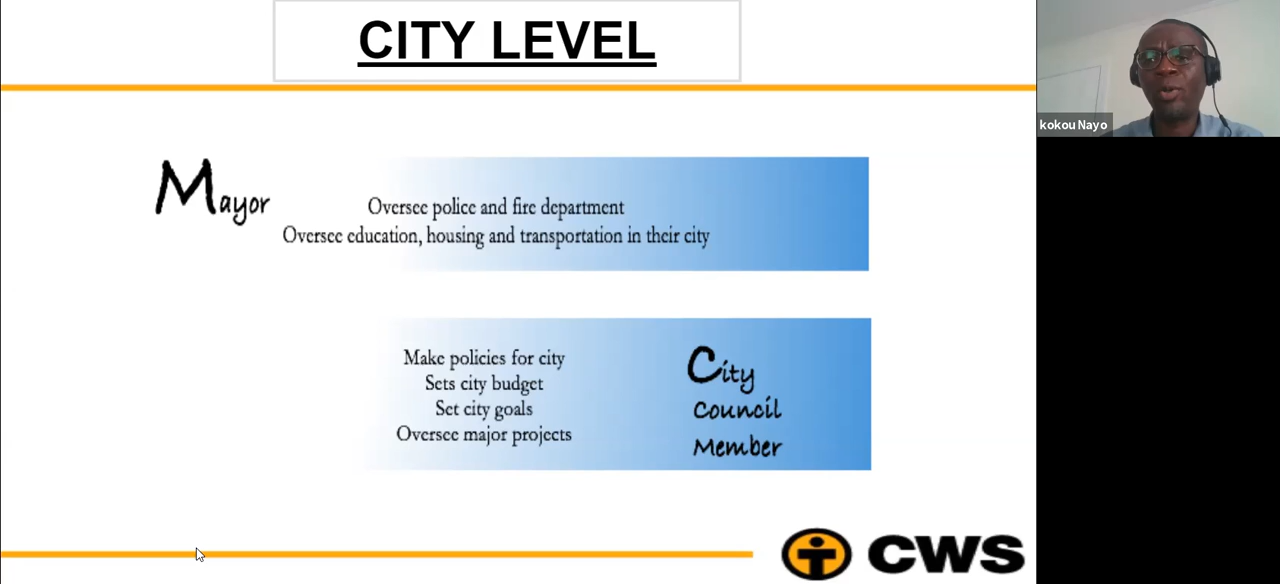 CITY LEVEL
kokou Nayo
Mayor
Oversee police and fire department
Oversee education, housing and transportation in their city
Make policies for city
Sets city budget
Set city goals
Oversee major projects
City
Council
Member
CWS